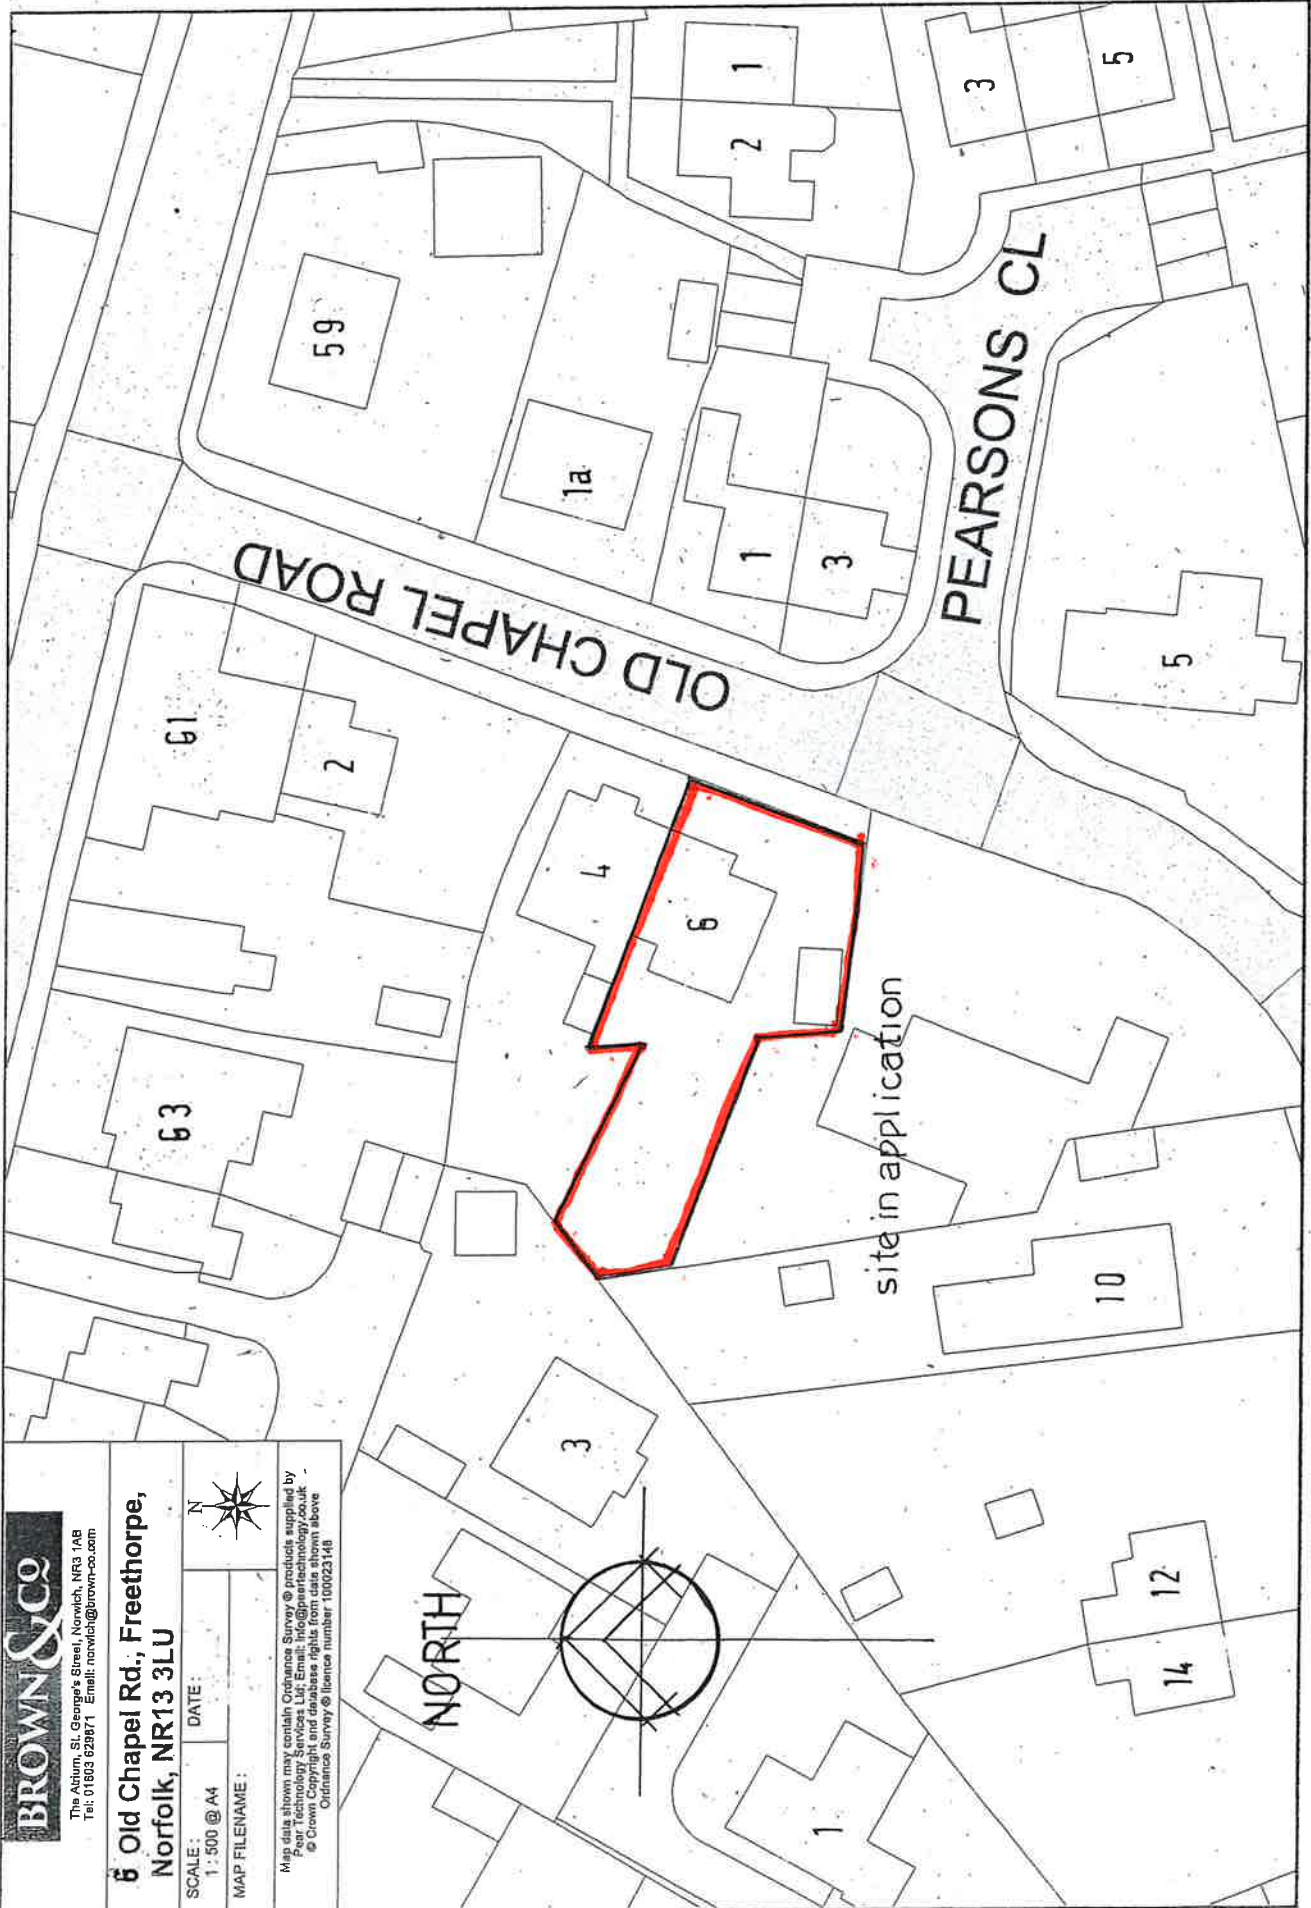 BROWN&CO
The Atrium, St. George's Street, Norwich, NR3 1AB
Tel: 01603 629871 Email: norwich@brown-co.com
6 Old Chapel Rd., Freethorpe,
Norfolk, NR13 3LU
SCALE :
1 : 500 @ A4
DATE :
MAP FILENAME :
N
Map data shown may contain Ordnance Survey ® products supplied by
Pear Technology Services Ltd; Email: info@peartechnology.co.uk
© Crown Copyright and database rights from date shown above
Ordnance Survey ® licence number 100023148
NORTH
OLD CHAPEL ROAD
PEARSONS CL
site in application
63
61
59
2
4
6
1a
1
3
2
1
3
5
5
3
10
1
14
12